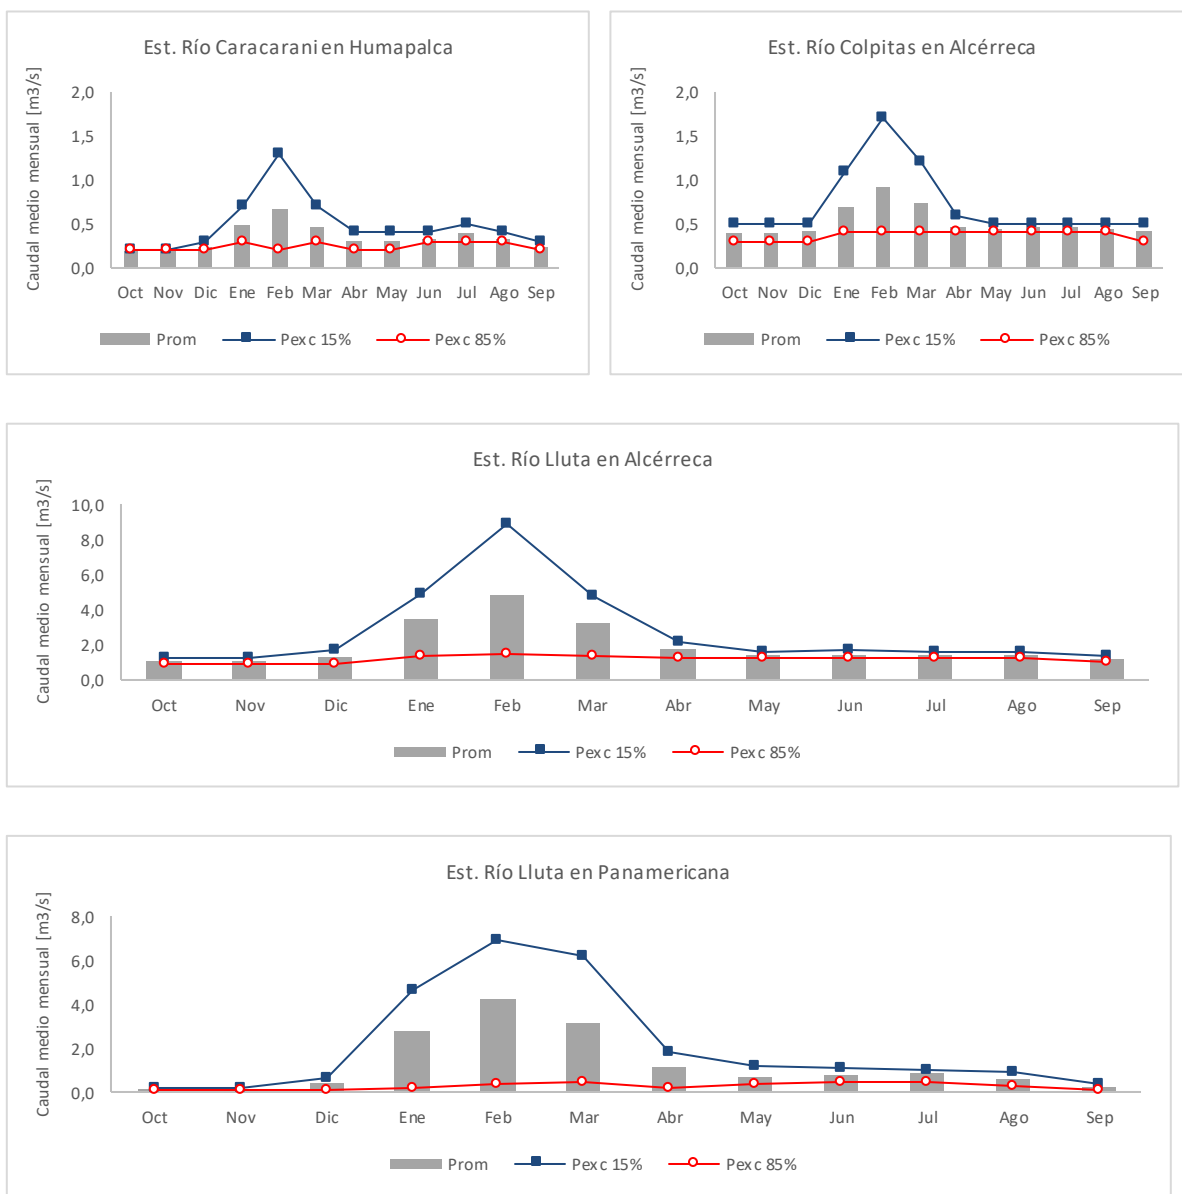 Est. Río Caracarani en Humapalca
Caudal medio mensual [m3/s]
2,0
1,5
1,0
0,5
0,0
Oct Nov Dic Ene Feb Mar Abr May Jun Jul Ago Sep
Prom Pexc 15% Pexc 85%
Est. Río Colpitas en Alcérreca
Caudal medio mensual [m3/s]
2,0
1,5
1,0
0,5
0,0
Oct Nov Dic Ene Feb Mar Abr May Jun Jul Ago Sep
Prom Pexc 15% Pexc 85%
Est. Río Lluta en Alcérreca
Caudal medio mensual [m3/s]
10,0
8,0
6,0
4,0
2,0
0,0
Oct Nov Dic Ene Feb Mar Abr May Jun Jul Ago Sep
Prom Pexc 15% Pexc 85%
Est. Río Lluta en Panamericana
Caudal medio mensual [m3/s]
8,0
6,0
4,0
2,0
0,0
Oct Nov Dic Ene Feb Mar Abr May Jun Jul Ago Sep
Prom Pexc 15% Pexc 85%